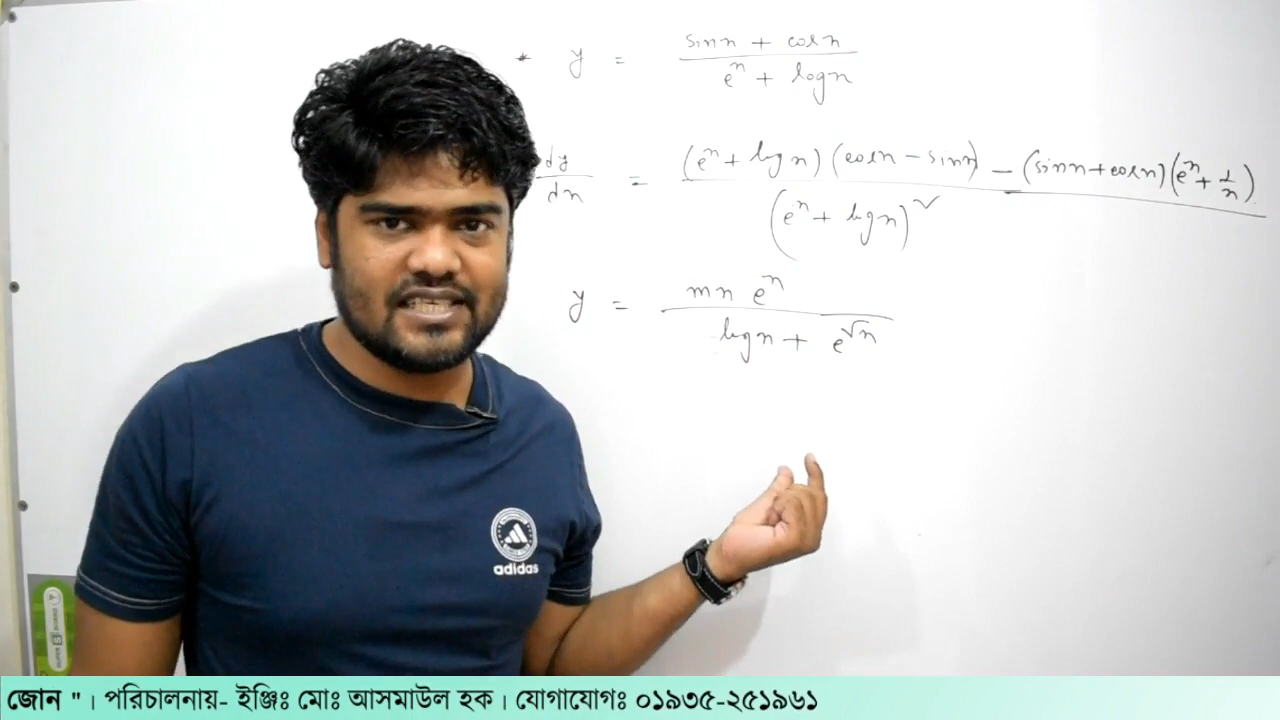 * y = sinx + cosx / e^x + logx
dy/dx = (e^x + logx)(cosx - sinx) - (sinx + cosx)(e^x + 1/x) / (e^x + logx)²
y = mx e^x / logx + e^√x
adidas
জোন " । পরিচালনায়- ইঞ্জিঃ মোঃ আসমাউল হক । যোগাযোগঃ ০১৯৩৫-২৫১৯৬১